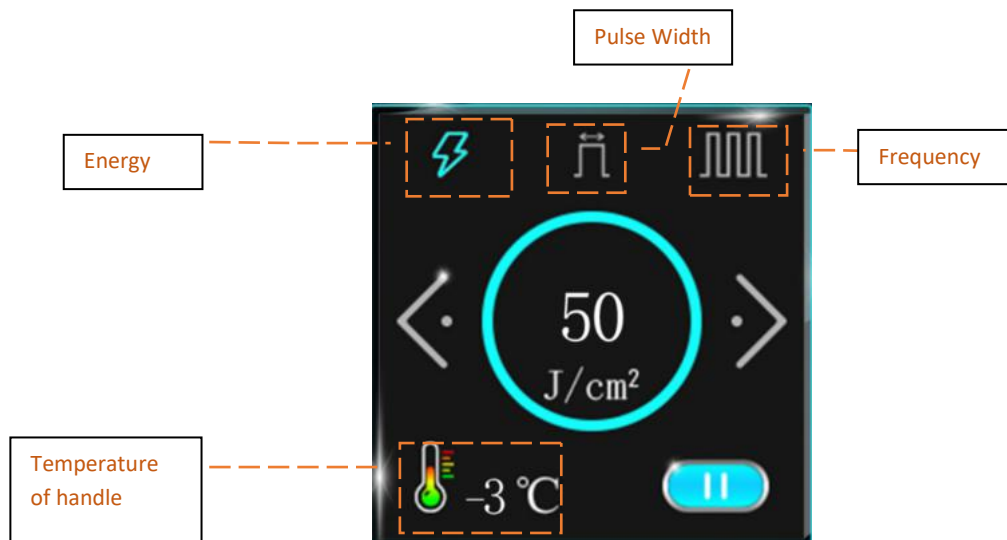 Pulse Width
Energy
Frequency
50
J/cm²
Temperature
of handle
-3 ℃